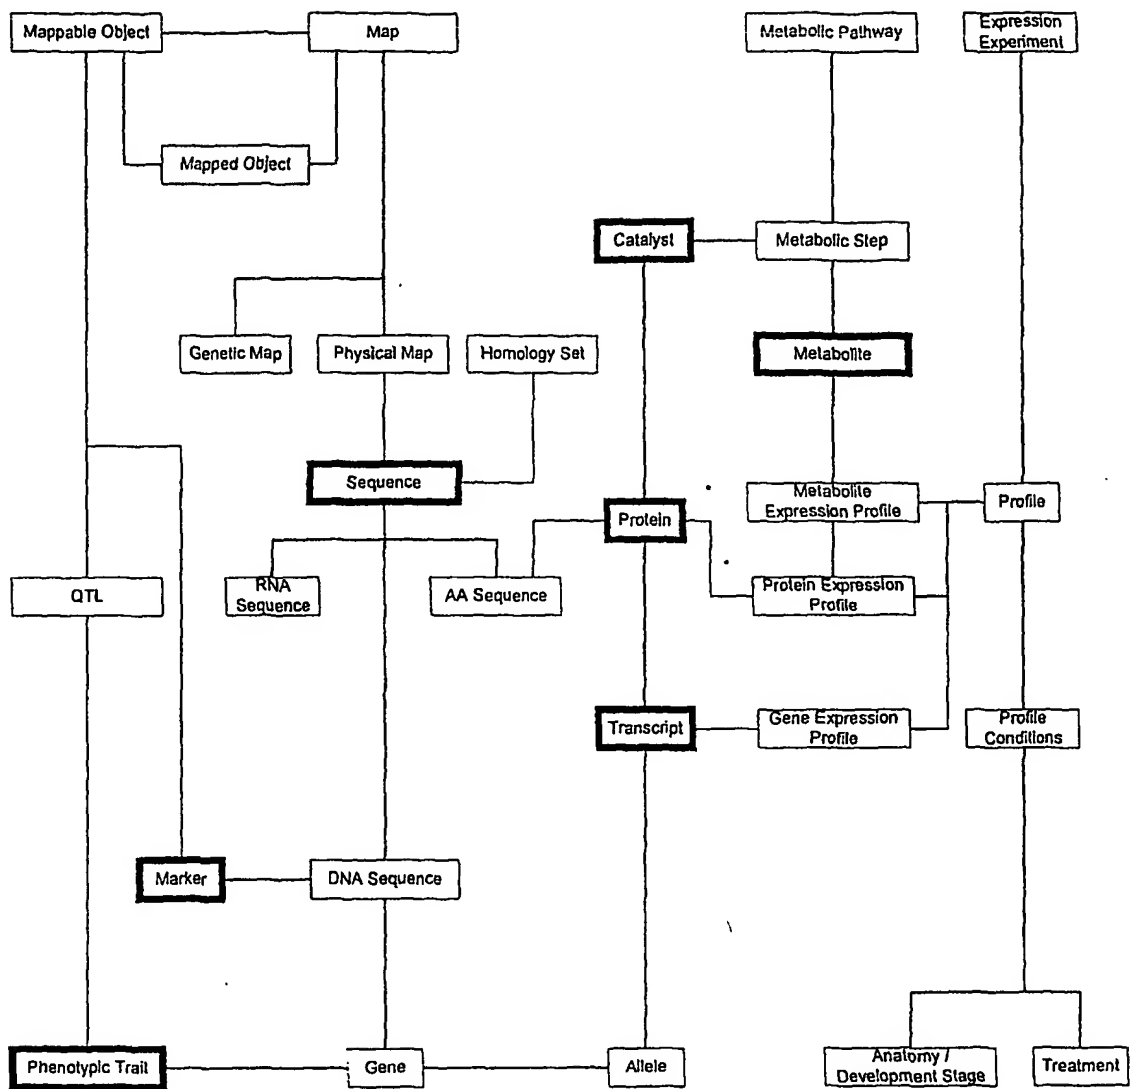 Mappable Object
Map
Metabolic Pathway
Expression
Experiment
Mapped Object
Catalyst
Metabolic Step
Genetic Map
Physical Map
Homology Set
Metabolite
Sequence
Metabolite
Expression Profile
Profile
Protein
QTL
RNA
Sequence
AA Sequence
Protein Expression
Profile
Transcript
Gene Expression
Profile
Profile
Conditions
Marker
DNA Sequence
Phenotypic Trait
Gene
Allele
Anatomy /
Development Stage
Treatment